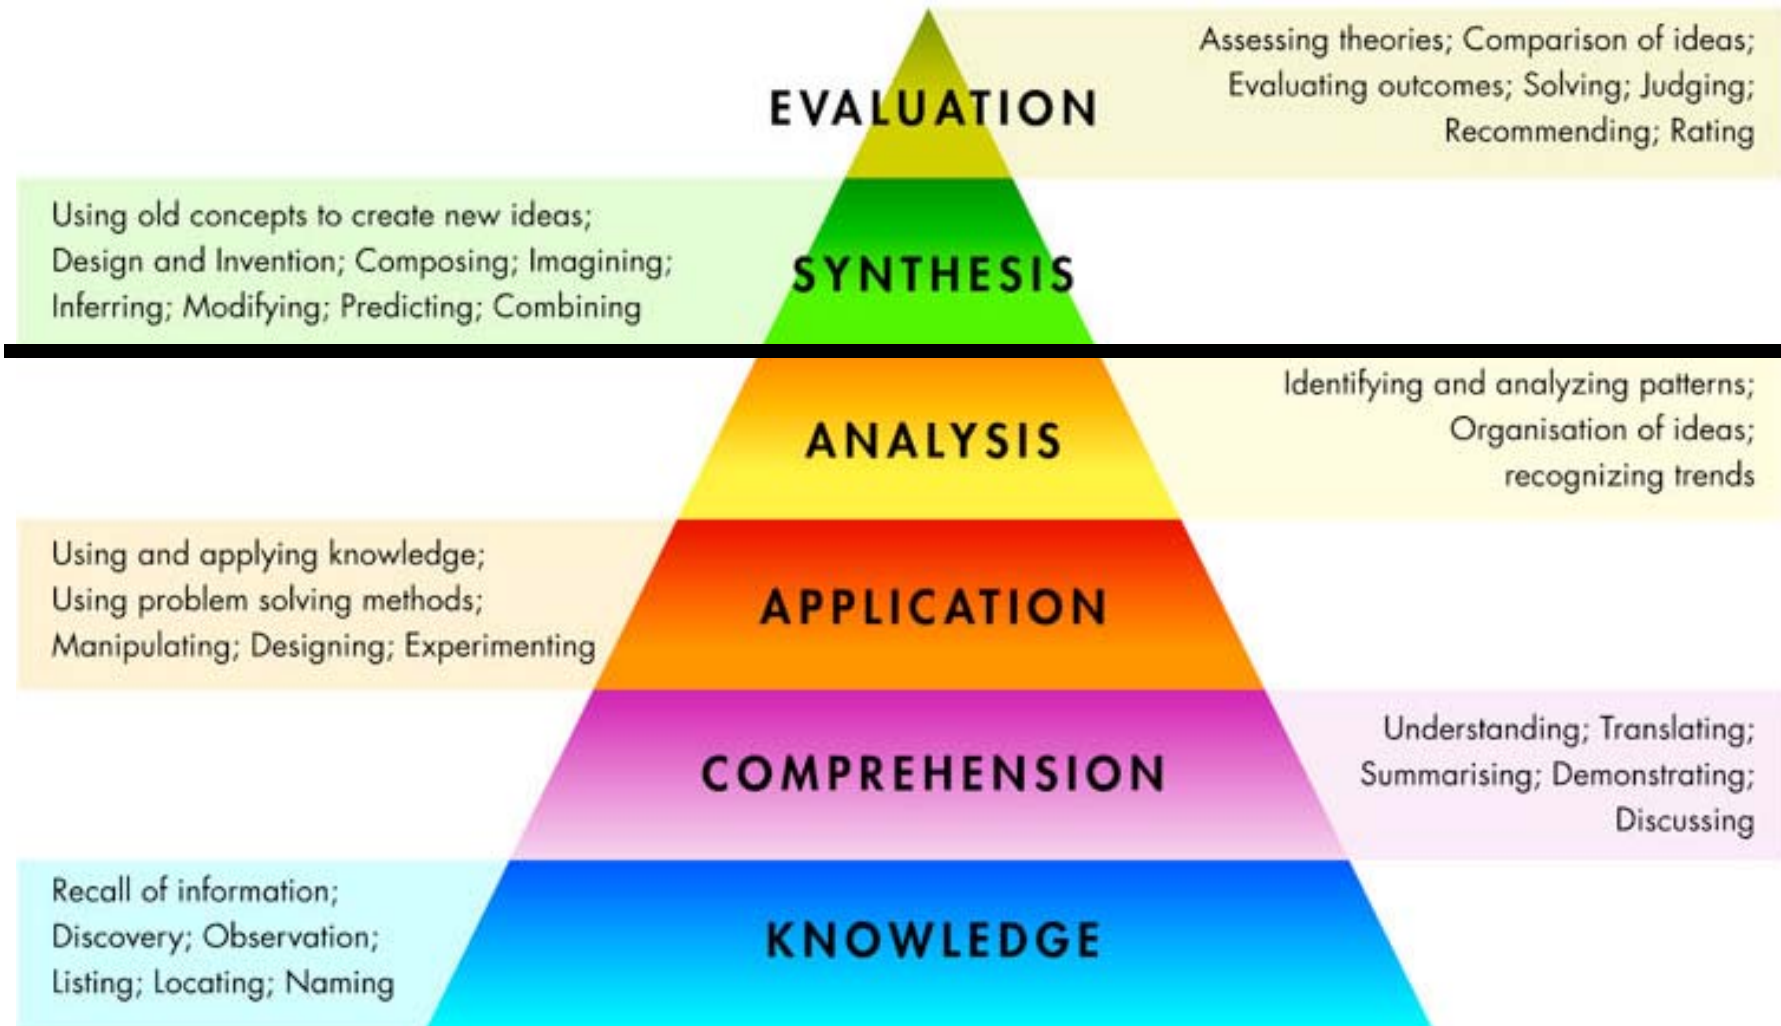 EVALUATION
Assessing theories; Comparison of ideas;
Evaluating outcomes; Solving; Judging;
Recommending; Rating
Using old concepts to create new ideas;
Design and Invention; Composing; Imagining;
Inferring; Modifying; Predicting; Combining
SYNTHESIS
ANALYSIS
Identifying and analyzing patterns;
Organisation of ideas;
recognizing trends
Using and applying knowledge;
Using problem solving methods;
Manipulating; Designing; Experimenting
APPLICATION
COMPREHENSION
Understanding; Translating;
Summarising; Demonstrating;
Discussing
Recall of information;
Discovery; Observation;
Listing; Locating; Naming
KNOWLEDGE